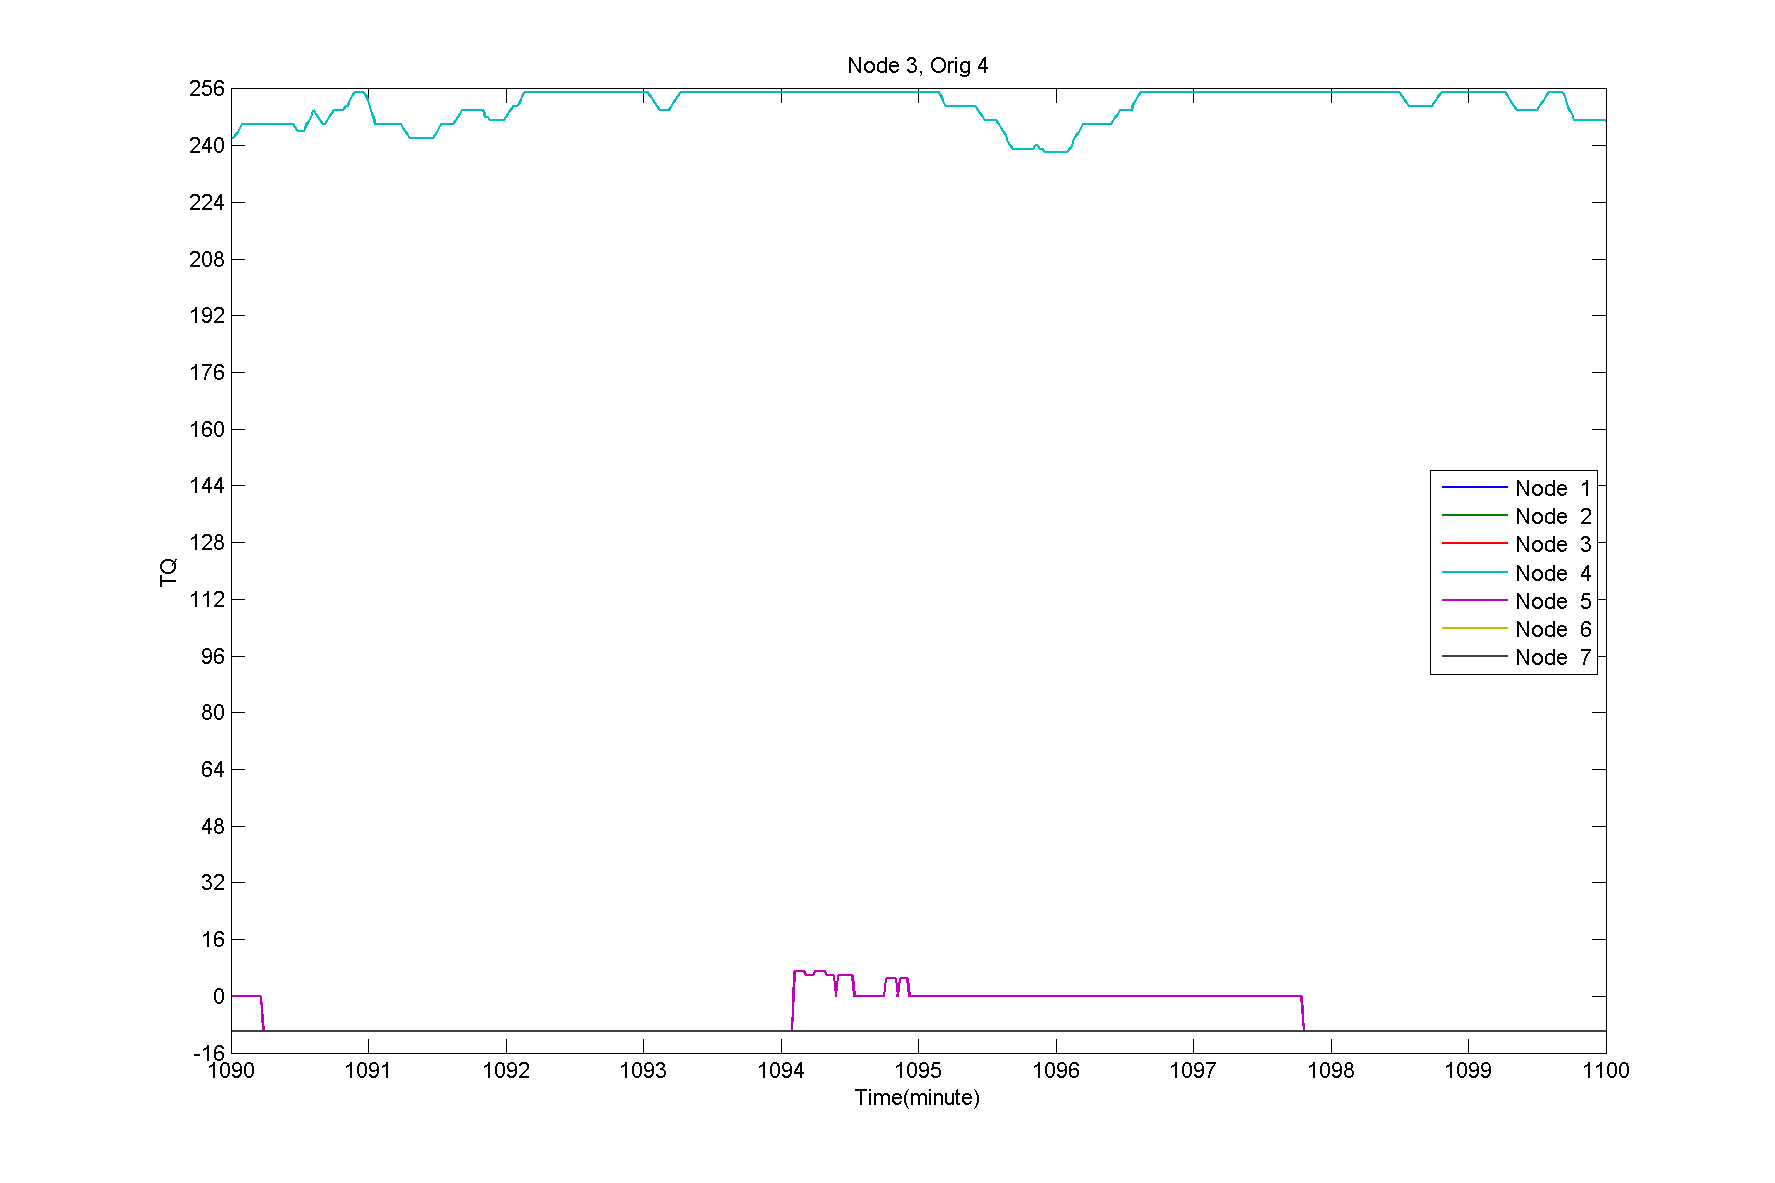 Node 3, Orig 4
256
240
224
208
192
176
160
144
128
112
96
80
64
48
32
16
0
-16
TQ
Node 1
Node 2
Node 3
Node 4
Node 5
Node 6
Node 7
1090 1091 1092 1093 1094 1095 1096 1097 1098 1099 1100
Time(minute)